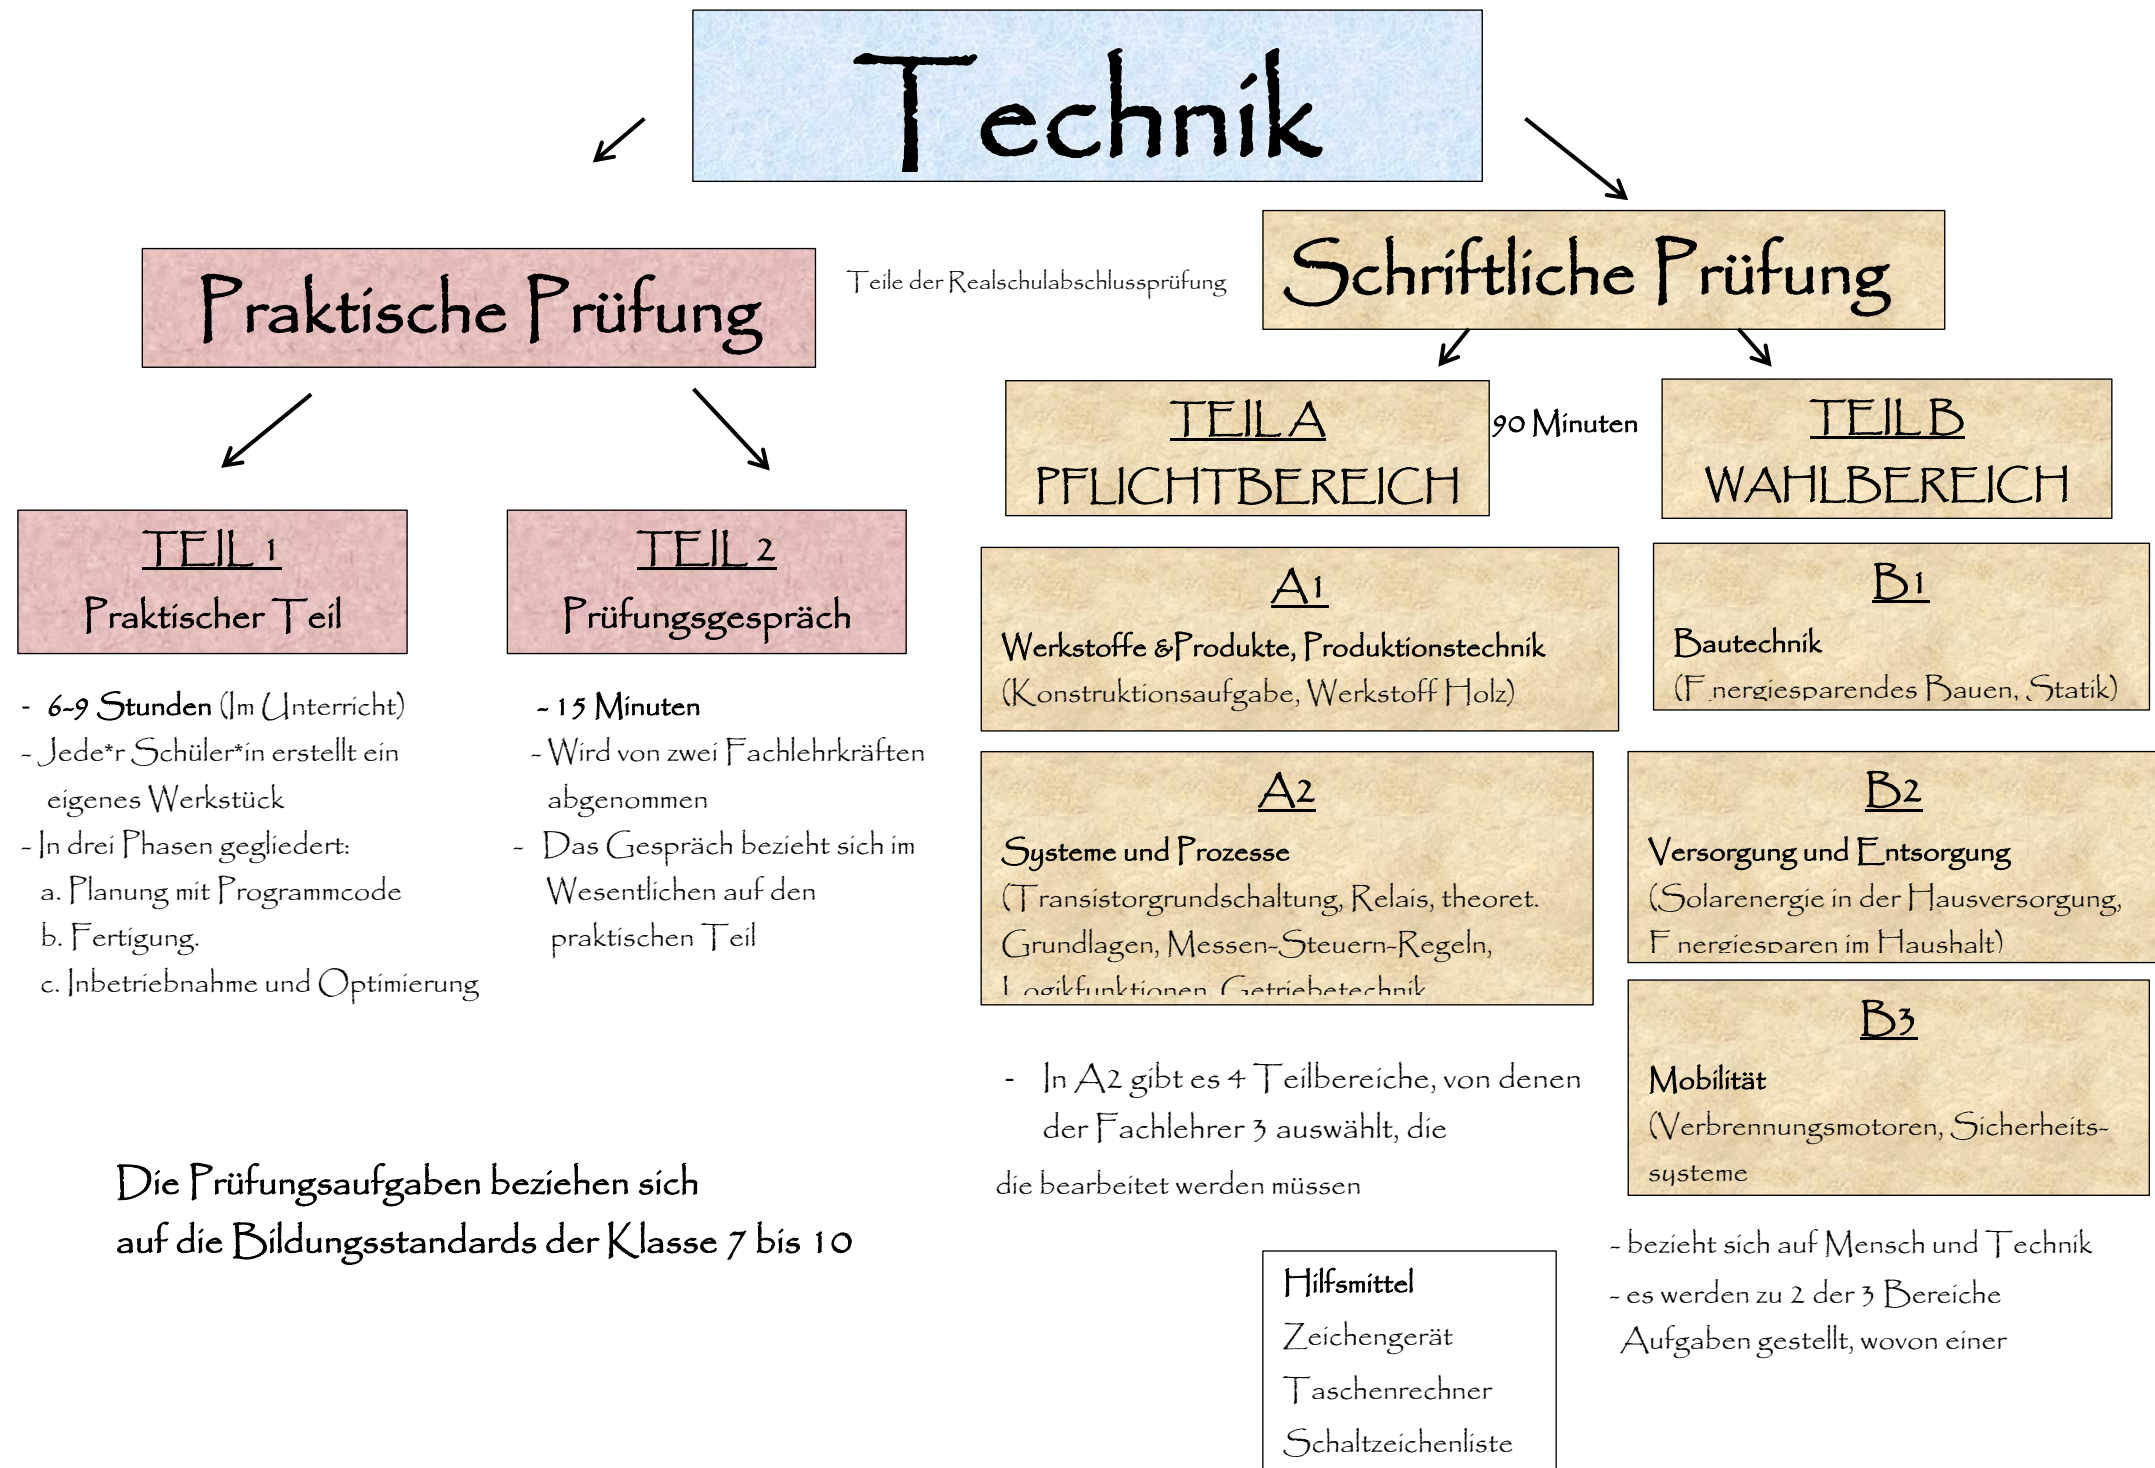 Technik
Praktische Prüfung
Teile der Realschulabschlussprüfung
Schriftliche Prüfung
TEIL 1
Praktischer Teil
- 6-9 Stunden (Im Unterricht)
- Jede*r Schüler*in erstellt ein
eigenes Werkstück
- In drei Phasen gegliedert:
a. Planung mit Programmcode
b. Fertigung.
c. Inbetriebnahme und Optimierung
TEIL 2
Prüfungsgespräch
- 15 Minuten
- Wird von zwei Fachlehrkräften
abgenommen
- Das Gespräch bezieht sich im
Wesentlichen auf den
praktischen Teil
Die Prüfungsaufgaben beziehen sich
auf die Bildungsstandards der Klasse 7 bis 10
TEIL A
PFLICHTBEREICH
90 Minuten
A1
Werkstoffe &Produkte, Produktionstechnik
(Konstruktionsaufgabe, Werkstoff Holz)
A2
Systeme und Prozesse
(Transistorgrundschaltung, Relais, theoret.
Grundlagen, Messen-Steuern-Regeln,
Logikfunktionen, Getriebetechnik
- In A2 gibt es 4 Teilbereiche, von denen
der Fachlehrer 3 auswählt, die
die bearbeitet werden müssen
TEIL B
WAHLBEREICH
B1
Bautechnik
(Energiesparendes Bauen, Statik)
B2
Versorgung und Entsorgung
(Solarenergie in der Hausversorgung,
Energiesparen im Haushalt)
B3
Mobilität
(Verbrennungsmotoren, Sicherheits-
systeme
- bezieht sich auf Mensch und Technik
- es werden zu 2 der 3 Bereiche
Aufgaben gestellt, wovon einer
Hilfsmittel
Zeichengerät
Taschenrechner
Schaltzeichenliste